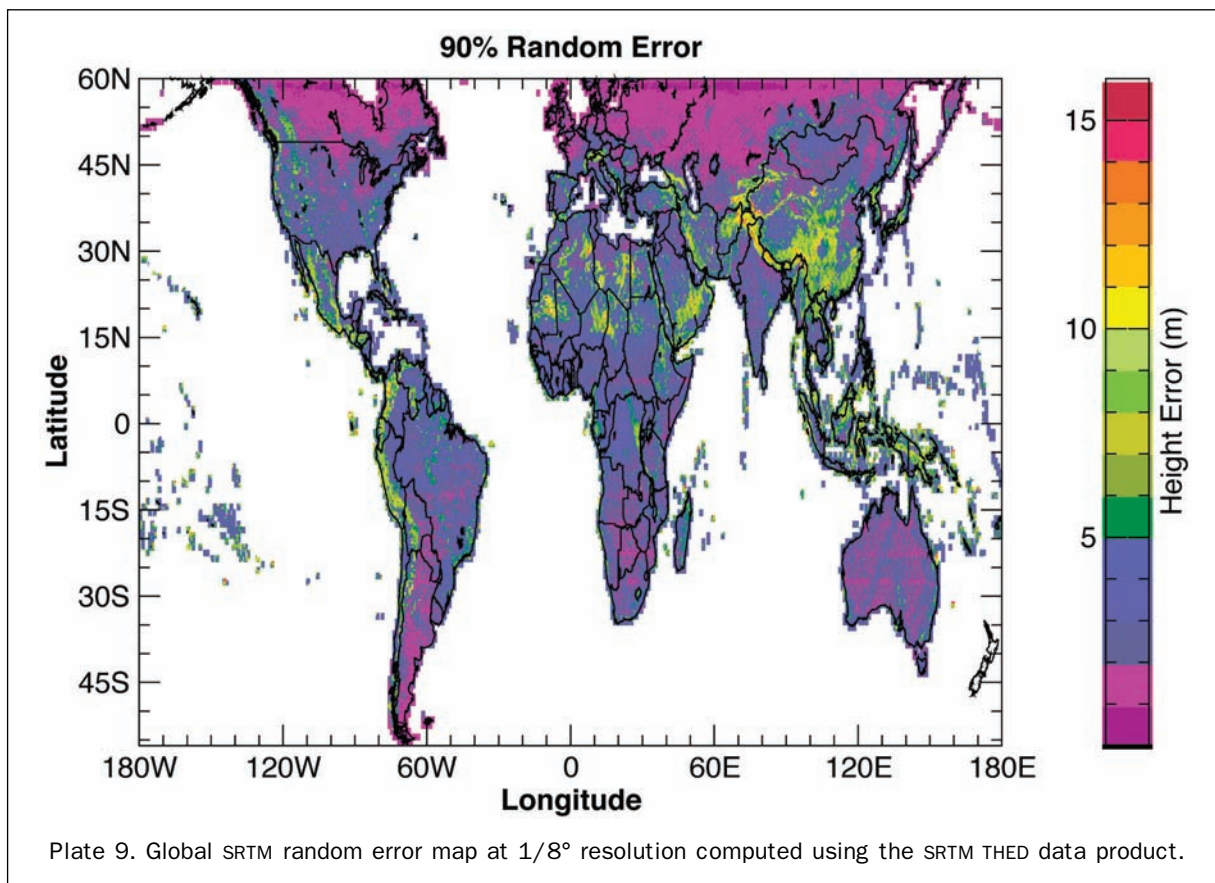 90% Random Error
60N
45N
30N
15N
0
15S
30S
45S
Latitude
180W
120W
60W
0
60E
120E
180E
Longitude
15
10
5
Height Error (m)
Plate 9. Global SRTM random error map at 1/8° resolution computed using the SRTM THED data product.